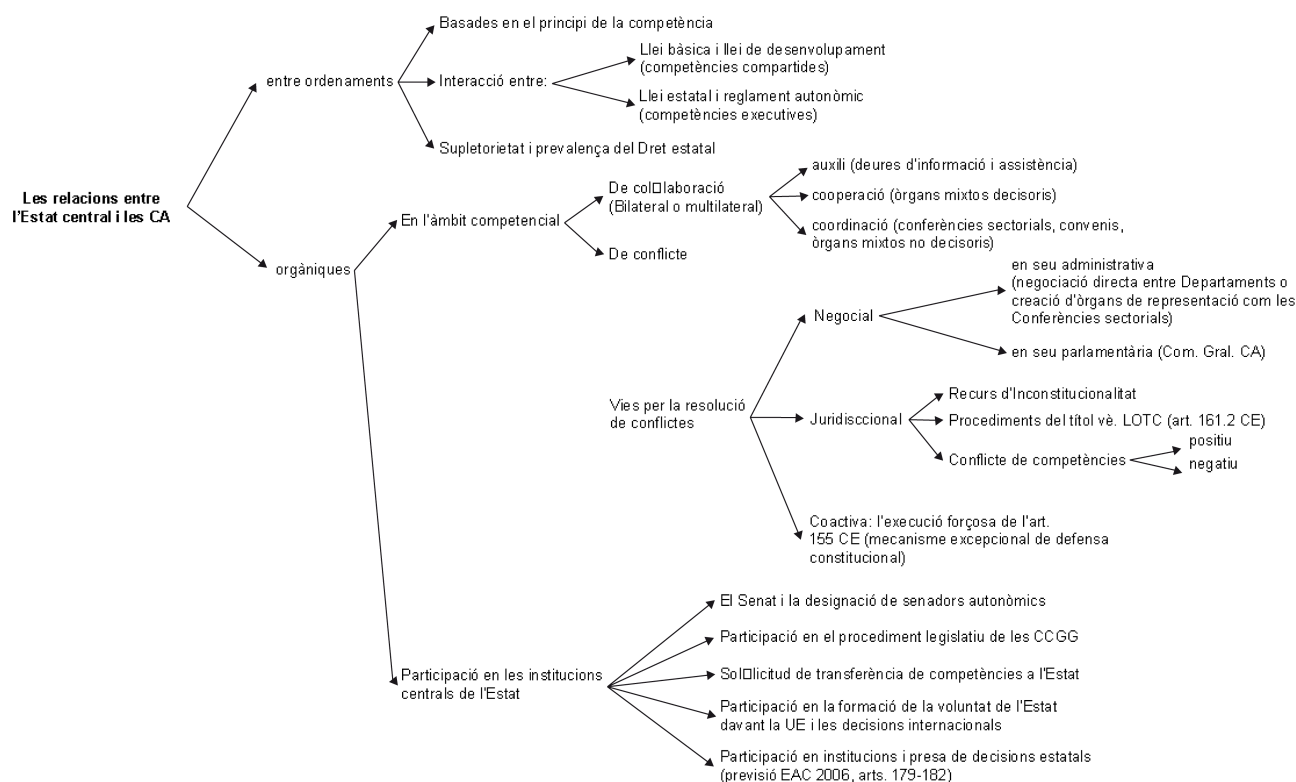 Basades en el principi de la competència
Llei bàsica i llei de desenvolupament
(competències compartides)
entre ordenaments
Interacció entre:
Llei estatal i reglament autonòmic
(competències executives)
Supletorietat i prevalença del Dret estatal
Les relacions entre
l'Estat central i les CA
auxili (deures d'informació i assistència)
De col□laboració
(Bilateral o multilateral)
cooperació (òrgans mixtos decisoris)
En l'àmbit competencial
coordinació (conferències sectorials, convenis,
òrgans mixtos no decisoris)
De conflicte
orgàniques
en seu administrativa
(negociació directa entre Departaments o
creació d'òrgans de representació com les
Conferències sectorials)
Negocial
en seu parlamentària (Com. Gral. CA)
Vies per la resolució
de conflictes
Recurs d'Inconstitucionalitat
Juridisccional
Procediments del títol vè. LOTC (art. 161.2 CE)
positiu
Conflicte de competències
negatiu
Coactiva: l'execució forçosa de l'art.
155 CE (mecanisme excepcional de defensa
constitucional)
El Senat i la designació de senadors autonòmics
Participació en el procediment legislatiu de les CCGG
Participació en les institucions
centrals de l'Estat
Sol□licitud de transferència de competències a l'Estat
Participació en la formació de la voluntat de l'Estat
davant la UE i les decisions internacionals
Participació en institucions i presa de decisions estatals
(previsió EAC 2006, arts. 179-182)